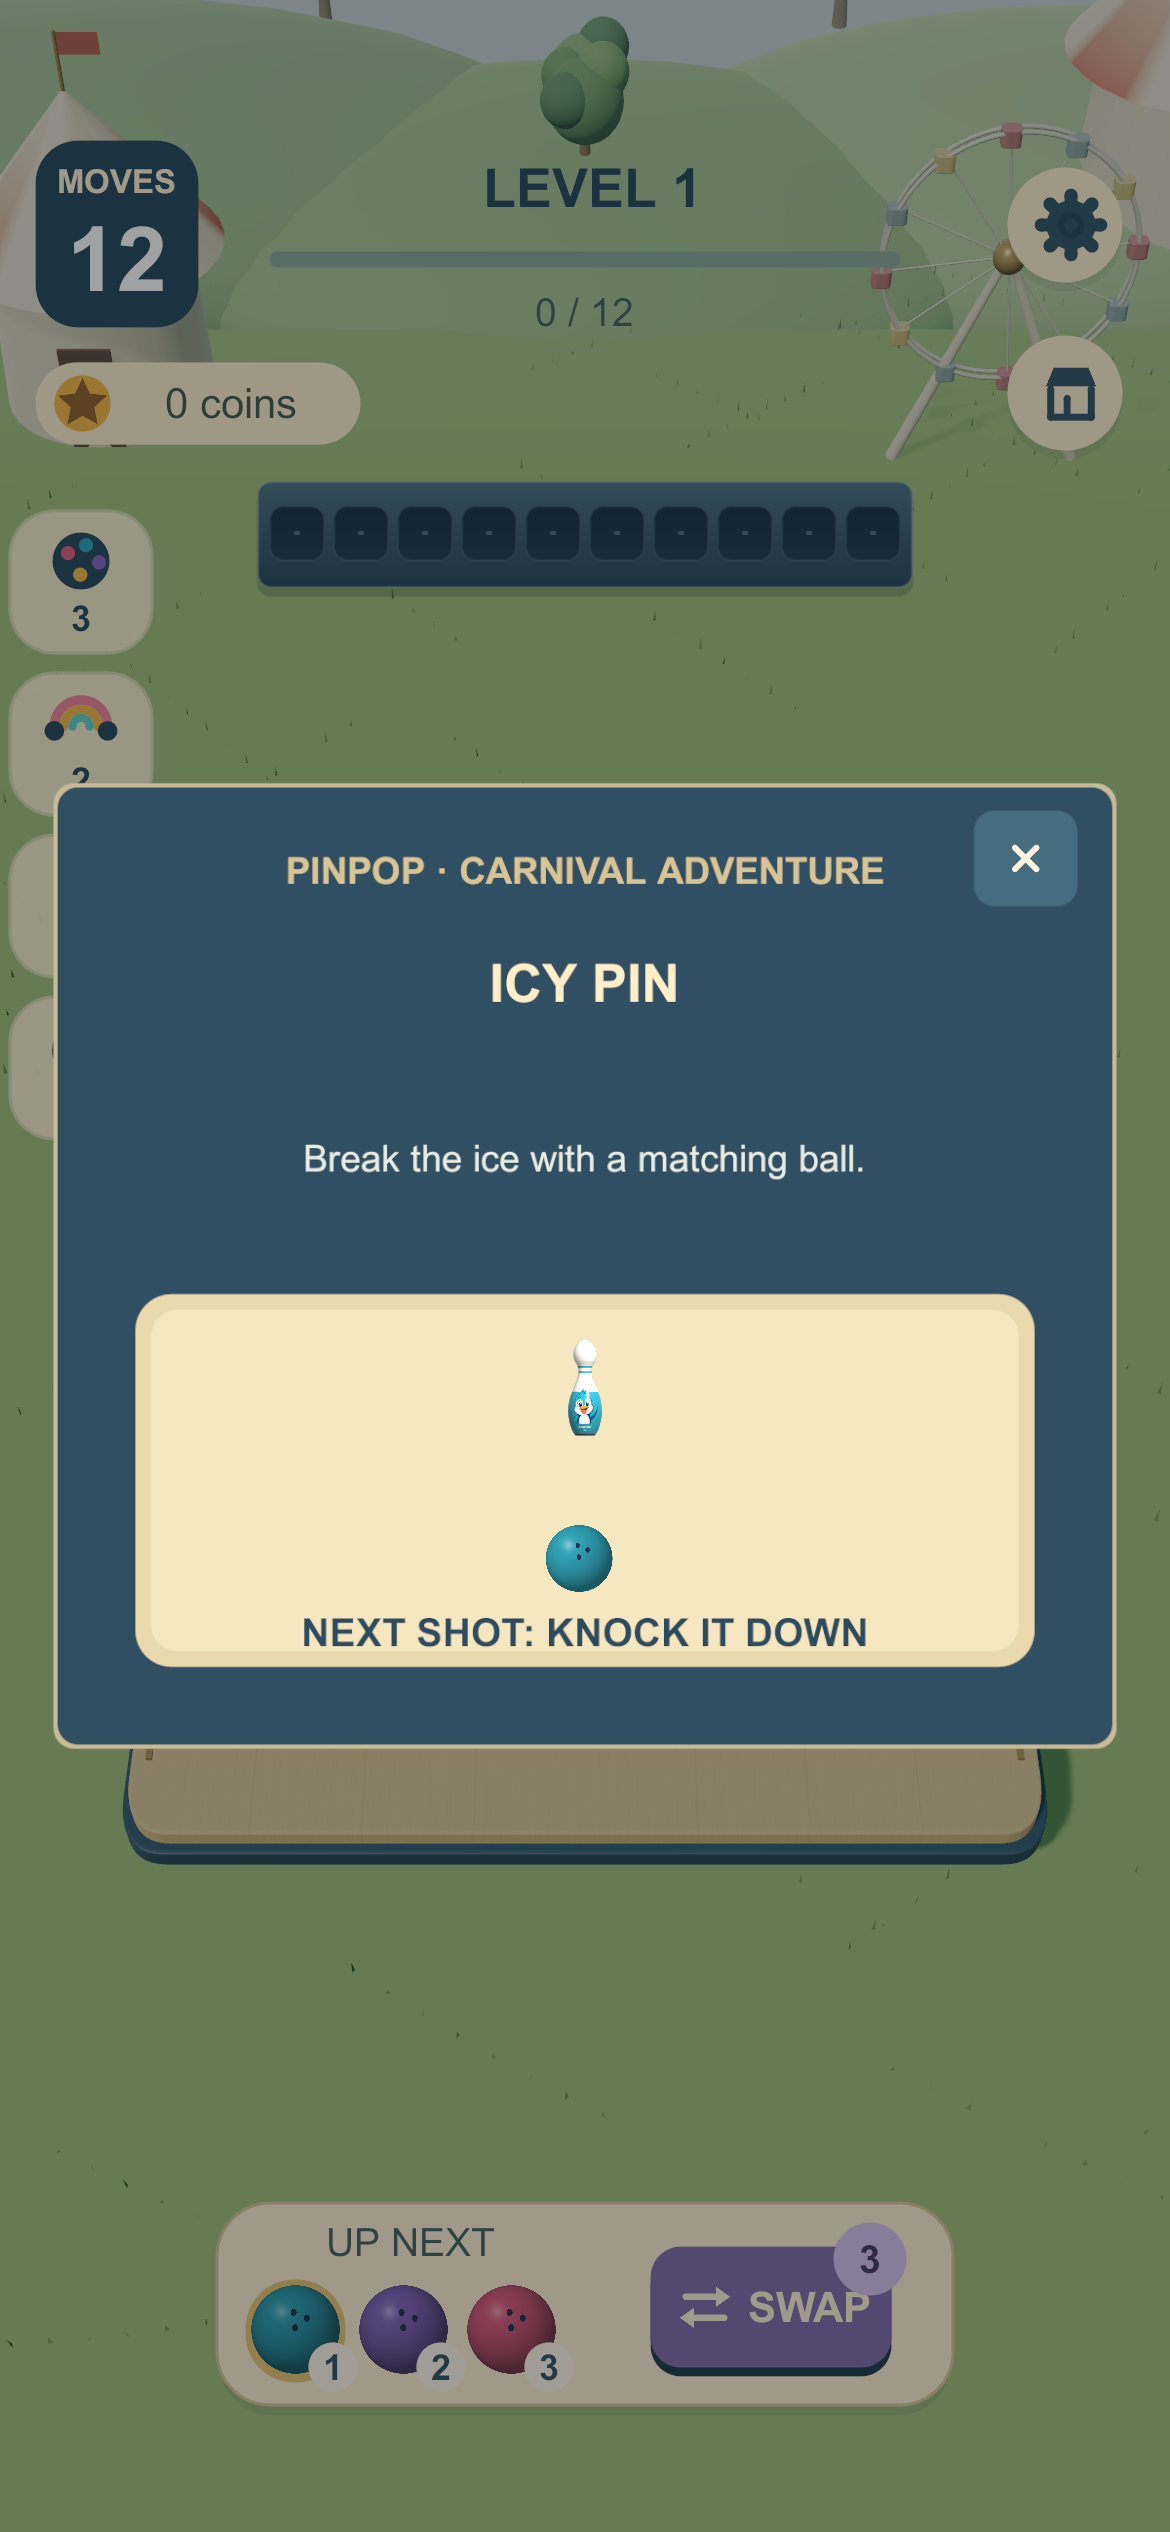 MOVES
12
LEVEL 1
0 / 12
0 coins
3
2
PINPOP · CARNIVAL ADVENTURE
ICY PIN
Break the ice with a matching ball.
NEXT SHOT: KNOCK IT DOWN
UP NEXT
1
2
3
SWAP
3